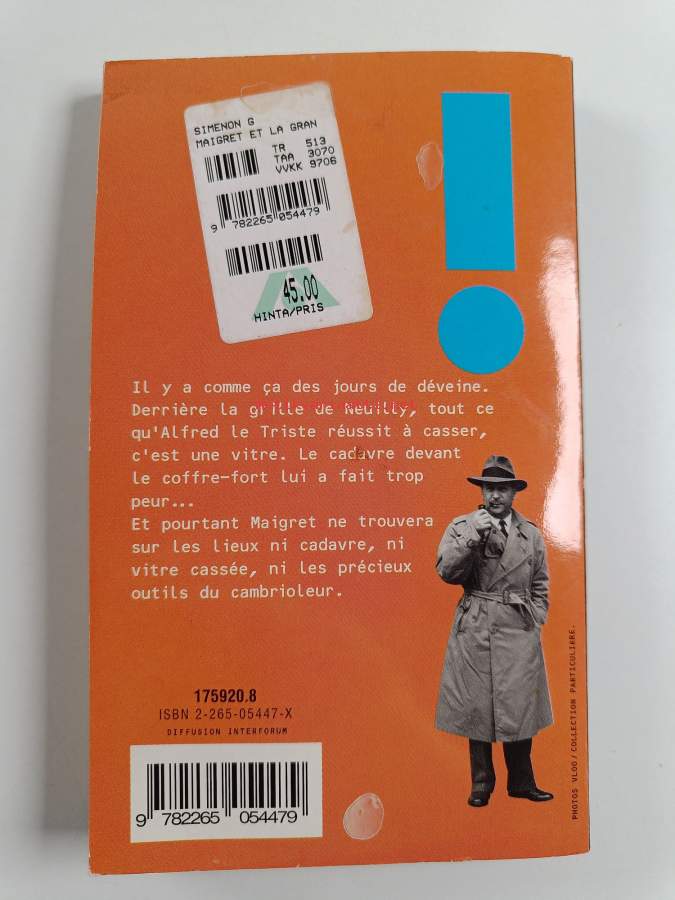 SIMENON G
MAIGRET ET LA GRAN
TR 513
TAA 3070
VVKK 9706
9 782265 054479
45.00
HINTA/PRIS
Il y a comme ça des jours de déveine.
Derrière la grille de Neuilly, tout ce
qu'Alfred le Triste réussit à casser,
c'est une vitre. Le cadavre devant
le coffre-fort lui a fait trop
peur...
Et pourtant Maigret ne trouvera
sur les lieux ni cadavre, ni
vitre cassée, ni les précieux
outils du cambrioleur.
PHOTOS VLOO/COLLECTION PARTICULIERE.
175920.8
ISBN 2-265-05447-X
DIFFUSION INTERFORUM
9 782265 054479